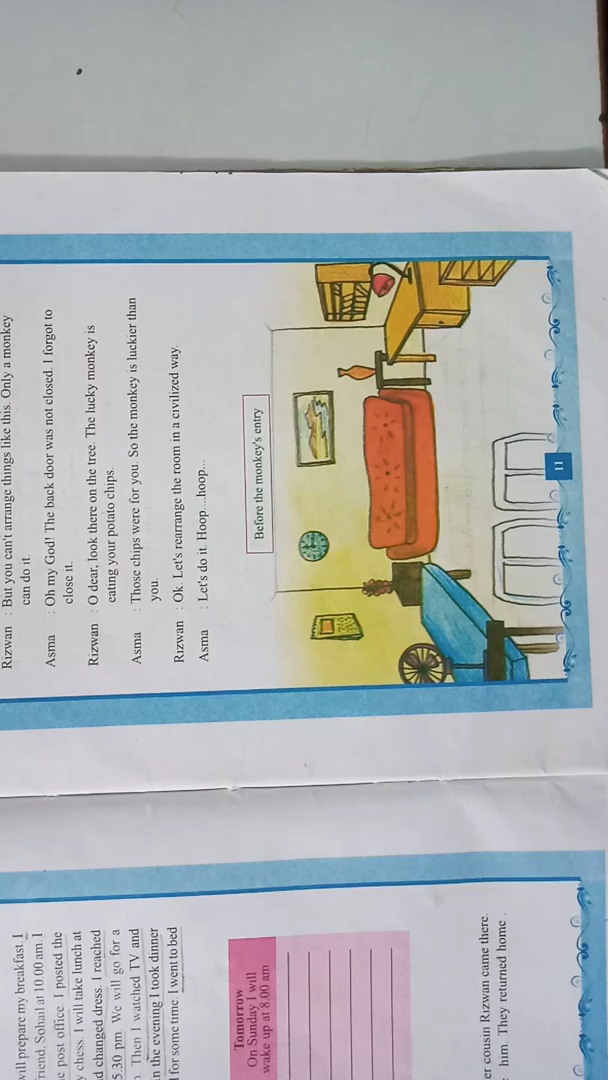 Rizwan : But you can't arrange things like this. Only a monkey
can do it.
Asma : Oh my God! The back door was not closed. I forgot to
close it.
Rizwan : O dear, look there on the tree. The lucky monkey is
eating your potato chips.
Asma : Those chips were for you. So the monkey is luckier than
you.
Rizwan : Ok. Let's rearrange the room in a civilized way.
Asma : Let's do it. Hoop....hoop...
Before the monkey's entry
11
will prepare my breakfast. I
friend, Sohail at 10.00 am. I
e post office. I posted the
y chess. I will take lunch at
d changed dress. I reached
5.30 pm. We will go for a
. Then I watched TV and
in the evening I took dinner
for some time. I went to bed
Tomorrow
On Sunday I will
wake up at 8.00 am
er cousin Rizwan came there.
him. They returned home .